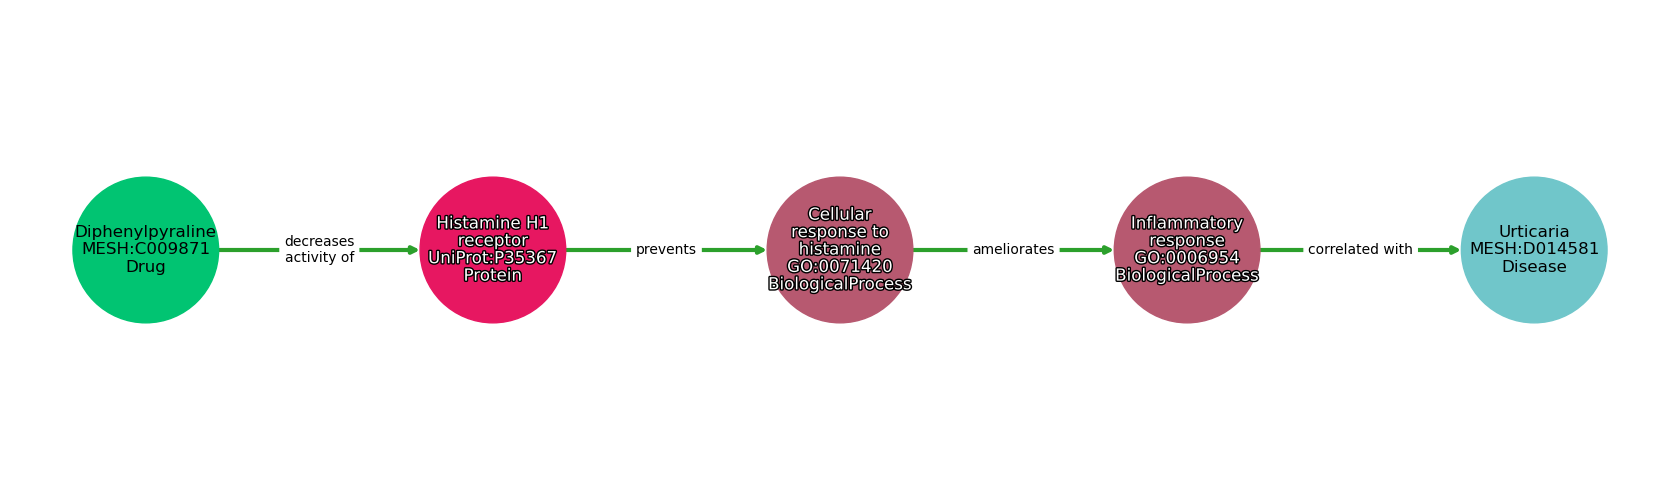 Diphenylpyraline
MESH:C009871
Drug
decreases
activity of
Histamine H1
receptor
UniProt:P35367
Protein
prevents
Cellular
response to
histamine
GO:0071420
BiologicalProcess
ameliorates
Inflammatory
response
GO:0006954
BiologicalProcess
correlated with
Urticaria
MESH:D014581
Disease